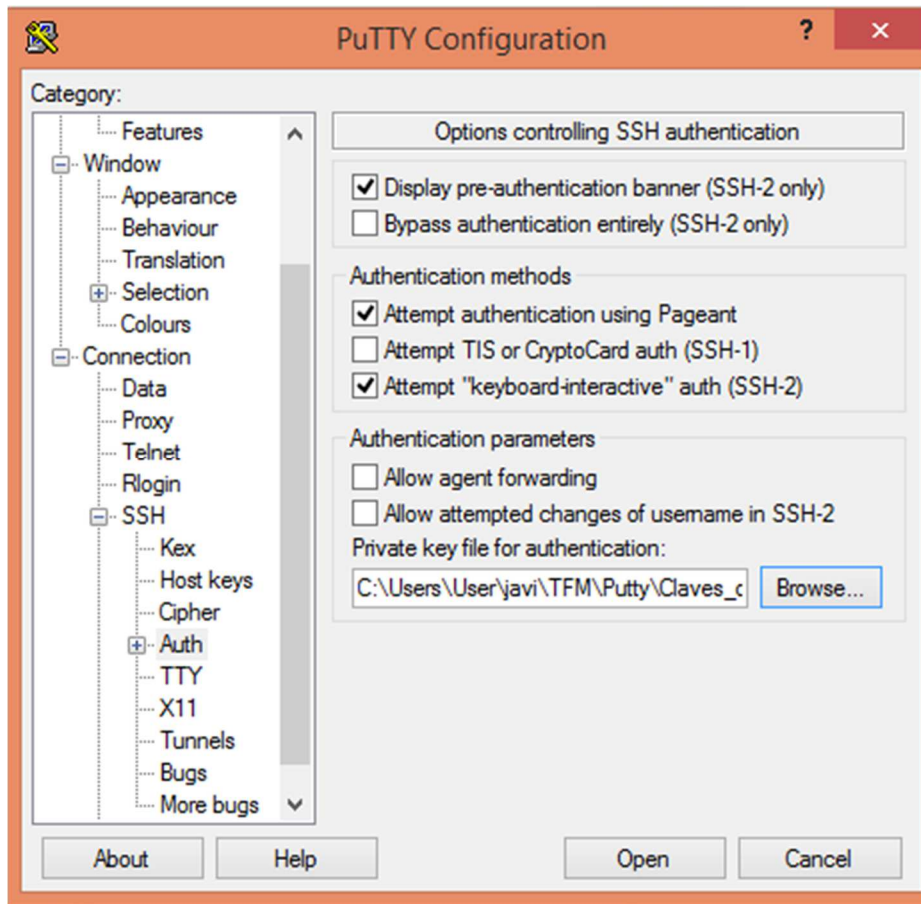 PuTTY Configuration
?
Category:
Features
Window
Appearance
Behaviour
Translation
Selection
Colours
Connection
Data
Proxy
Telnet
Rlogin
SSH
Kex
Host keys
Cipher
Auth
TTY
X11
Tunnels
Bugs
More bugs
Options controlling SSH authentication
Display pre-authentication banner (SSH-2 only)
Bypass authentication entirely (SSH-2 only)
Authentication methods
Attempt authentication using Pageant
Attempt TIS or CryptoCard auth (SSH-1)
Attempt "keyboard-interactive" auth (SSH-2)
Authentication parameters
Allow agent forwarding
Allow attempted changes of username in SSH-2
Private key file for authentication:
C:\Users\User\javi\TFM\Putty\Claves_c
Browse...
About
Help
Open
Cancel